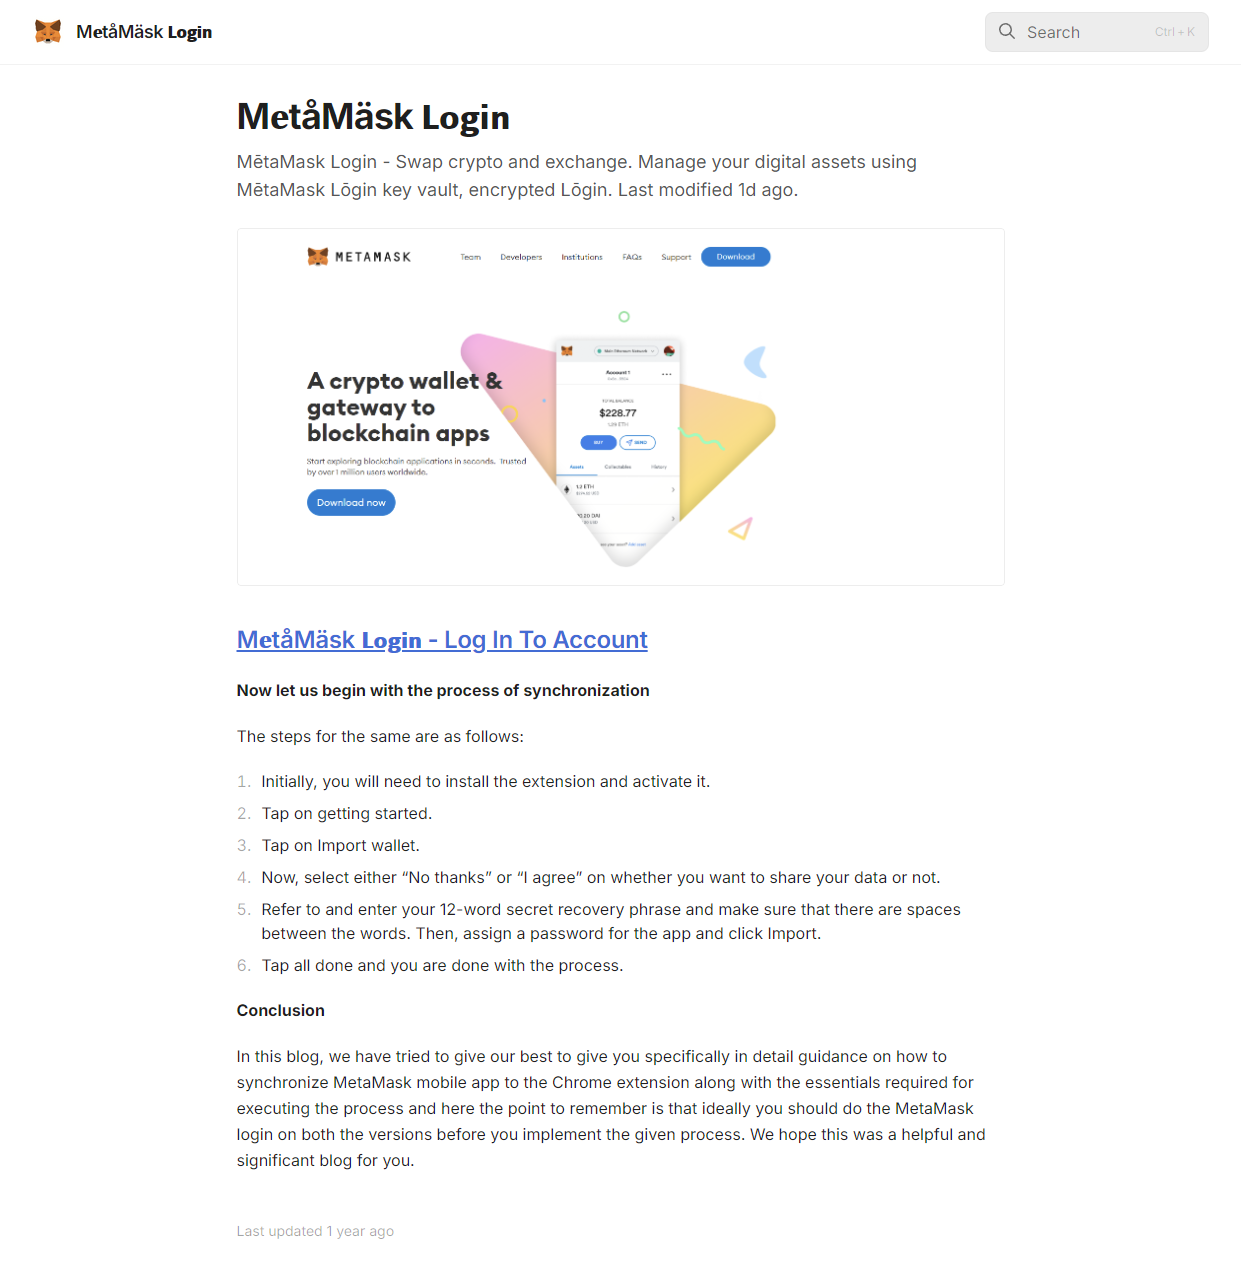 MetåMäsk Login
Search
Ctrl + K
MetåMäsk Login
MētaMask Login - Swap crypto and exchange. Manage your digital assets using
MētaMask Lōgin key vault, encrypted Lōgin. Last modified 1d ago.
METAMASK
Team
Developers
Institutions
FAQs
Support
Download
A crypto wallet &
gateway to
blockchain apps
Start exploring blockchain applications in seconds. Trusted
by over 1 million users worldwide.
Download now
Main Ethereum Network
Account 1
TOTAL BALANCE
$228.77
1.2% ETH
BUY
SEND
Assets
Collectables
History
1.2 ETH
MetåMäsk Login - Log In To Account
Now let us begin with the process of synchronization
The steps for the same are as follows:
1. Initially, you will need to install the extension and activate it.
2. Tap on getting started.
3. Tap on Import wallet.
4. Now, select either “No thanks” or “I agree” on whether you want to share your data or not.
5. Refer to and enter your 12-word secret recovery phrase and make sure that there are spaces
between the words. Then, assign a password for the app and click Import.
6. Tap all done and you are done with the process.
Conclusion
In this blog, we have tried to give our best to give you specifically in detail guidance on how to
synchronize MetaMask mobile app to the Chrome extension along with the essentials required for
executing the process and here the point to remember is that ideally you should do the MetaMask
login on both the versions before you implement the given process. We hope this was a helpful and
significant blog for you.
Last updated 1 year ago